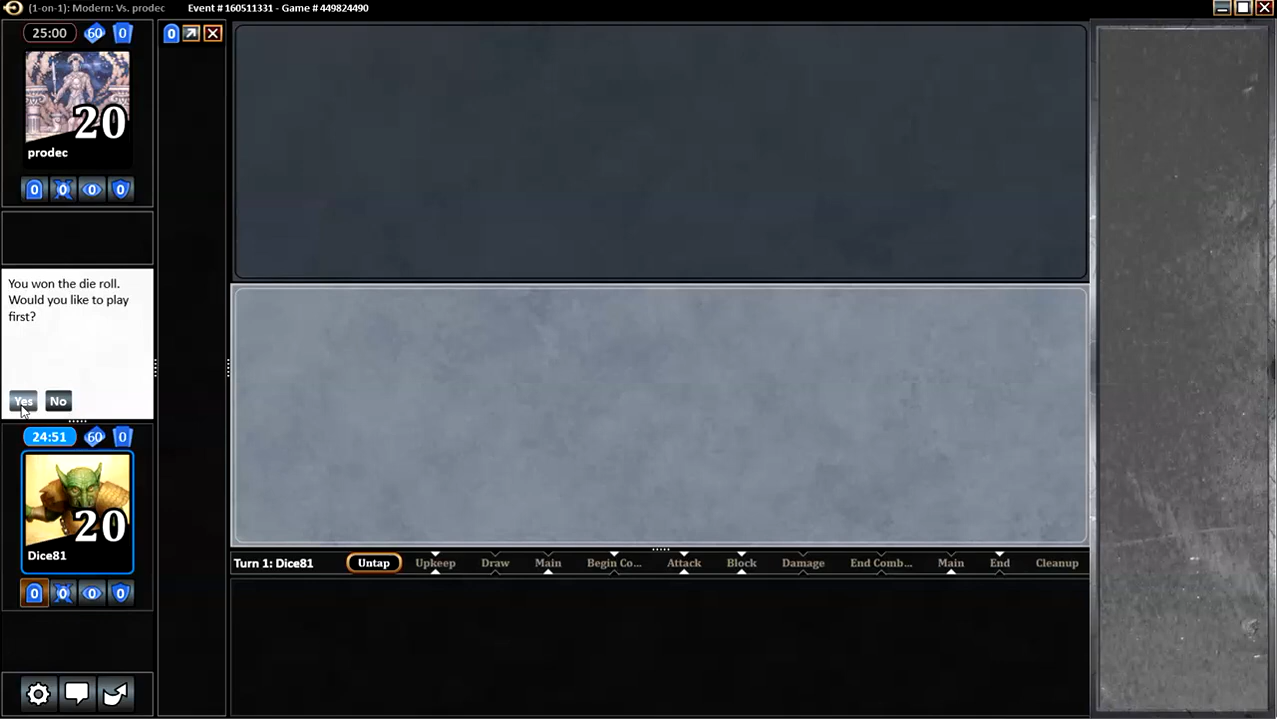 (1-on-1): Modern: Vs. prodec
Event # 160511331 - Game # 449824490
25:00 60 0
0
20
prodec
0 0 0 0
You won the die roll.
Would you like to play
first?
Yes No
24:51 60 0
20
Dice81
Turn 1: Dice81 Untap Upkeep Draw Main Begin Co... Attack Block Damage End Comb... Main End Cleanup
0 0 0 0